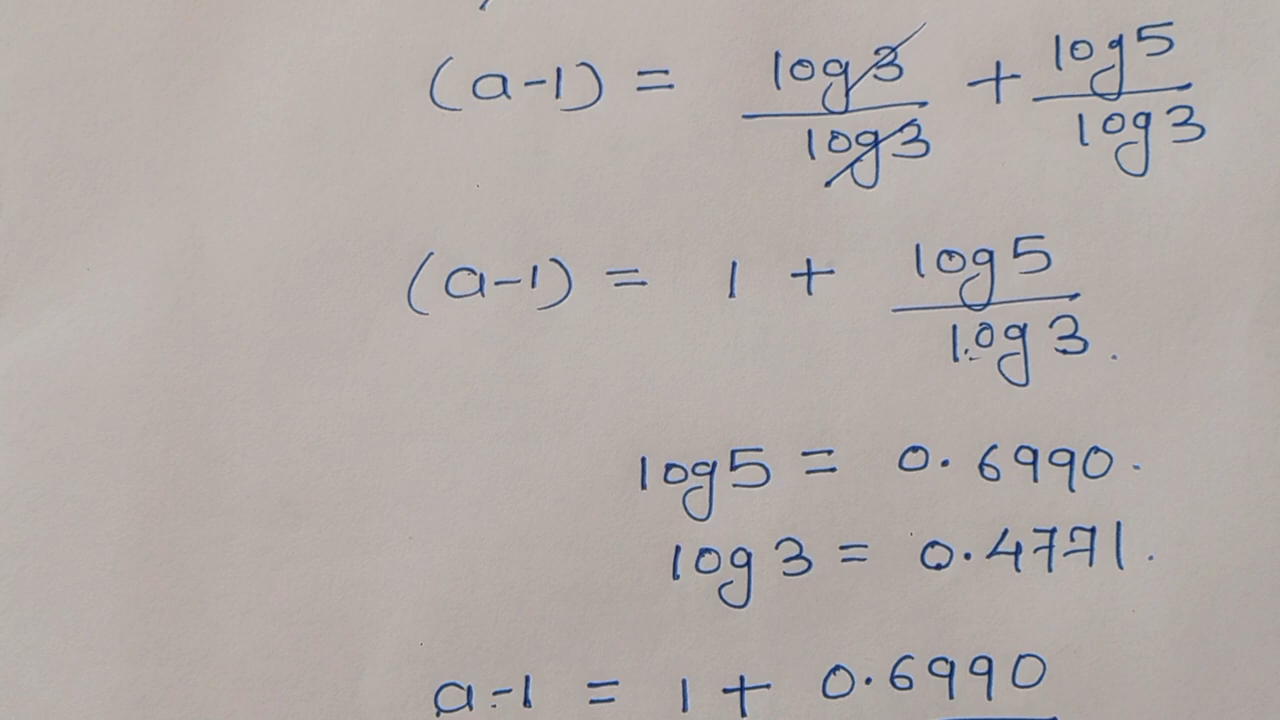 (a-1) = log3/log3 + log5/log3
(a-1) = 1 + log5/log3.
log5 = 0.6990.
log3 = 0.4771.
a-1 = 1 + 0.6990